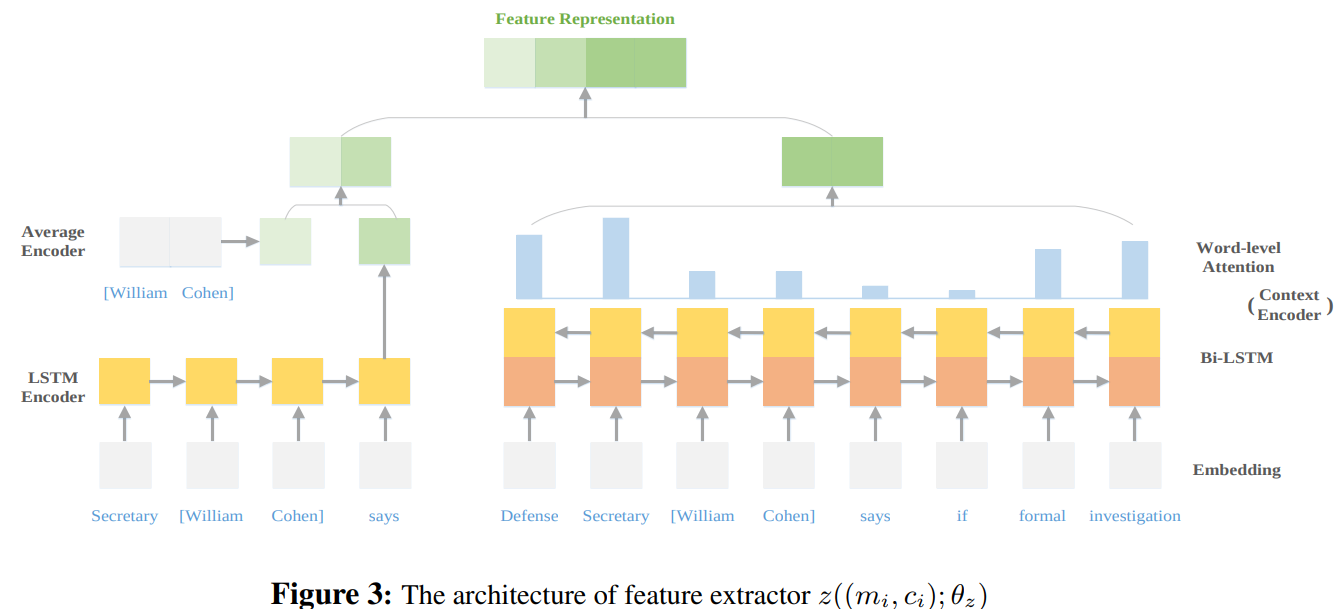 Feature Representation
Average
Encoder
[William Cohen]
Word-level
Attention
( Context
Encoder )
Bi-LSTM
LSTM
Encoder
Embedding
Secretary [William Cohen] says
Defense Secretary [William Cohen] says if formal investigation
Figure 3: The architecture of feature extractor z((m_i, c_i); θ_z)